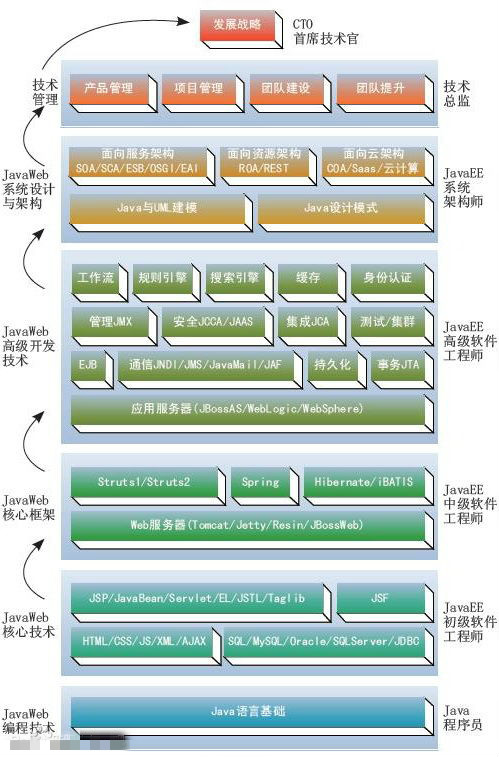 发展战略
CTO
首席技术官
技术
管理
产品管理
项目管理
团队建设
团队提升
技术
总监
JavaWeb
系统设计
与架构
面向服务架构
SOA/SCA/ESB/OSGI/EAI
面向资源架构
ROA/REST
面向云架构
COA/Saas/云计算
Java与UML建模
Java设计模式
JavaEE
系统
架构师
JavaWeb
高级开发
技术
工作流
规则引擎
搜索引擎
缓存
身份认证
管理JMX
安全JCCA/JAAS
集成JCA
测试/集群
EJB
通信JNDI/JMS/JavaMail/JAF
持久化
事务JTA
应用服务器(JBossAS/WebLogic/WebSphere)
JavaEE
高级软件
工程师
JavaWeb
核心框架
Struts1/Struts2
Spring
Hibernate/iBATIS
Web服务器(Tomcat/Jetty/Resin/JBossWeb)
JavaEE
中级软件
工程师
JavaWeb
核心技术
JSP/JavaBean/Servlet/EL/JSTL/Taglib
JSF
HTML/CSS/JS/XML/AJAX
SQL/MySQL/Oracle/SQLServer/JDBC
JavaEE
初级软件
工程师
JavaWeb
编程技术
Java语言基础
Java
程序员